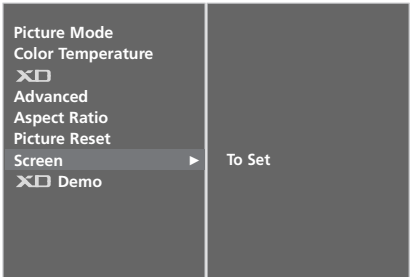 Picture Mode
Color Temperature
XD
Advanced
Aspect Ratio
Picture Reset
Screen ► To Set
XD Demo